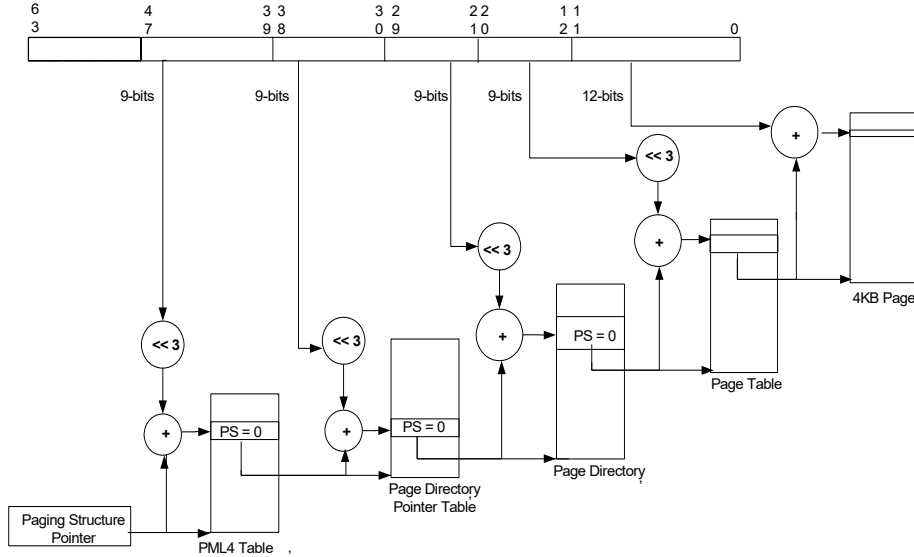 6 4 3 3 3 2 2 2 1 1
3 7 9 8 0 9 1 0 2 1 0
9-bits 9-bits 9-bits 9-bits 12-bits
+
<< 3
+
<< 3
4KB Page
+
PS = 0
<< 3
<< 3
Page Table
+
PS = 0
+
PS = 0
Page Directory,
Page Directory,
Pointer Table
Paging Structure
Pointer
PML4 Table ,